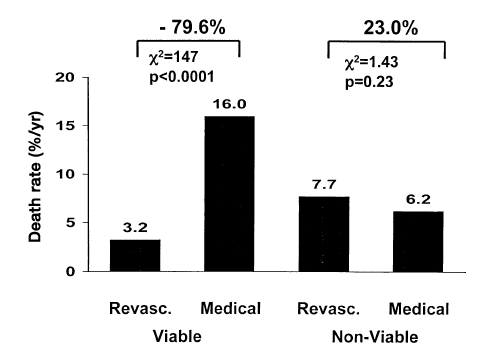 - 79.6%
23.0%
χ²=147
p<0.0001
χ²=1.43
p=0.23
Death rate (%/yr)
20
15
10
5
0
3.2
16.0
7.7
6.2
Revasc. Medical Revasc. Medical
Viable Non-Viable